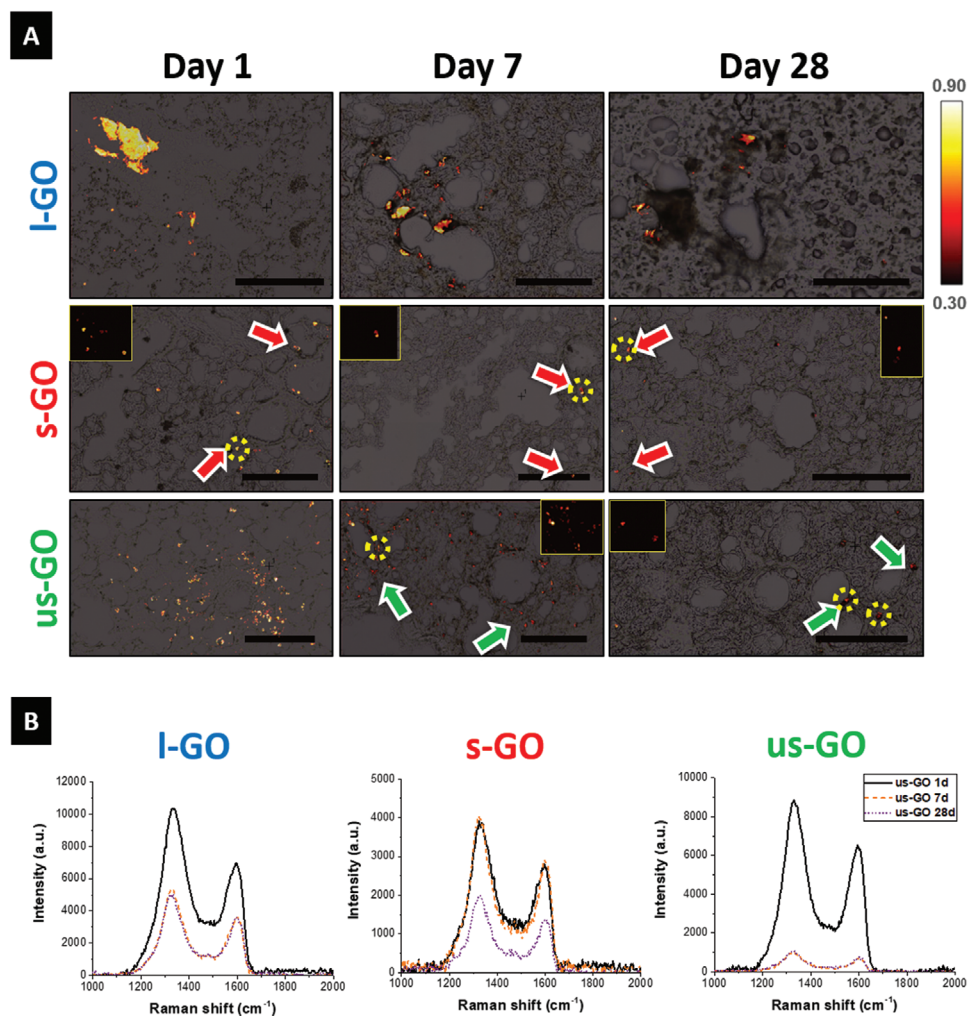 A
Day 1 Day 7 Day 28
l-GO
0.90
0.30
s-GO
us-GO
B
l-GO s-GO us-GO
12000
10000
8000
6000
4000
2000
0
Intensity (a.u.)
1000 1200 1400 1600 1800 2000
Raman shift (cm⁻¹)
5000
4000
3000
2000
1000
0
Intensity (a.u.)
1000 1200 1400 1600 1800 2000
Raman shift (cm⁻¹)
10000
8000
6000
4000
2000
0
Intensity (a.u.)
us-GO 1d
us-GO 7d
us-GO 28d
1000 1200 1400 1600 1800 2000
Raman shift (cm⁻¹)